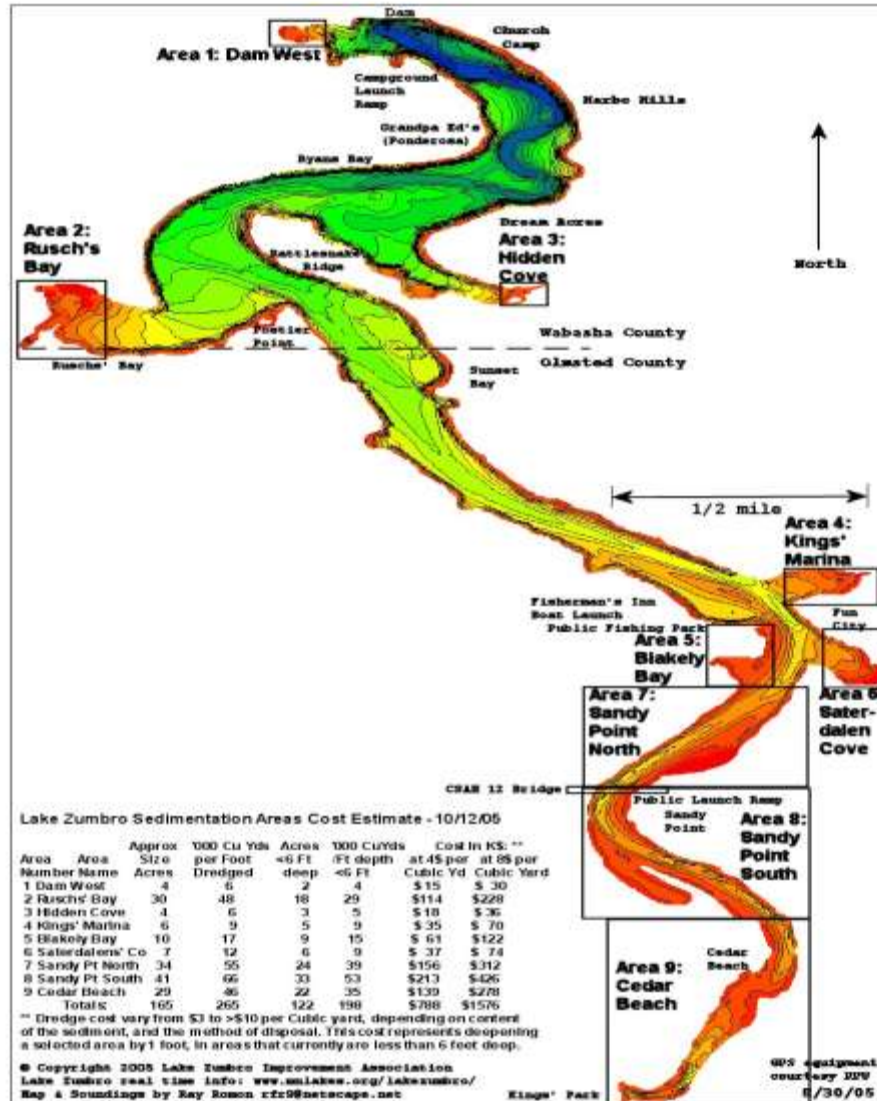 Dam
Church
Camp
Area 1: Dam West
Campground
Launch
Ramp
Marbo Mills
Grandpa Ed's
(Ponderosa)
Ryans Bay
Area 2:
Rusch's
Bay
Dream Acres
Area 3:
Hidden
Cove
Rattlesnake
Ridge
North
Postier
Point
Wabasha County
Ruschs' Bay
Olmsted County
Sunset
Bay
1/2 mile
Area 4:
Kings'
Marina
Fisherman's Inn
Boat Launch
Public Fishing Park
Fun
City
Area 5:
Blakely
Bay
Area 7:
Sandy
Point
North
Area 6
Sater-
dalen
Cove
CSAH 12 Bridge
Public Launch Ramp
Sandy
Point
Area 8:
Sandy
Point
South
Lake Zumbro Sedimentation Areas Cost Estimate - 10/12/05
Approx '000 Cu Yds Acres '000 CuYds Cost In K$: **
Area Area Size per Foot <6 Ft /Ft depth at 4$ per at 8$ per
Number Name Acres Dredged deep <6 Ft Cubic Yd Cubic Yard
1 Dam West 4 6 2 4 $15 $ 30
2 Ruschs' Bay 30 48 18 29 $114 $228
3 Hidden Cove 4 6 3 5 $18 $ 36
4 Kings' Marina 6 9 5 9 $ 35 $ 70
5 Blakely Bay 10 17 9 15 $ 61 $122
6 Saterdalens' Co 7 12 6 9 $ 37 $ 74
7 Sandy Pt North 34 55 24 39 $156 $312
8 Sandy Pt South 41 66 33 53 $213 $426
9 Cedar Beach 29 46 22 35 $139 $278
Totals: 165 265 122 198 $788 $1576
** Dredge cost vary from $3 to >$10 per Cubic yard, depending on content
of the sediment, and the method of disposal. This cost represents deepening
a selected area by 1 foot, in areas that currently are less than 6 feet deep.
Cedar
Beach
Area 9:
Cedar
Beach
© Copyright 2005 Lake Zumbro Improvement Association
Lake Zumbro real time info: www.mnlakes.org/lakezumbro/
Map & Soundings by Ray Romon rfr9@netscape.net
Kings' Park
GPS equipment
courtesy DPW
8/30/05